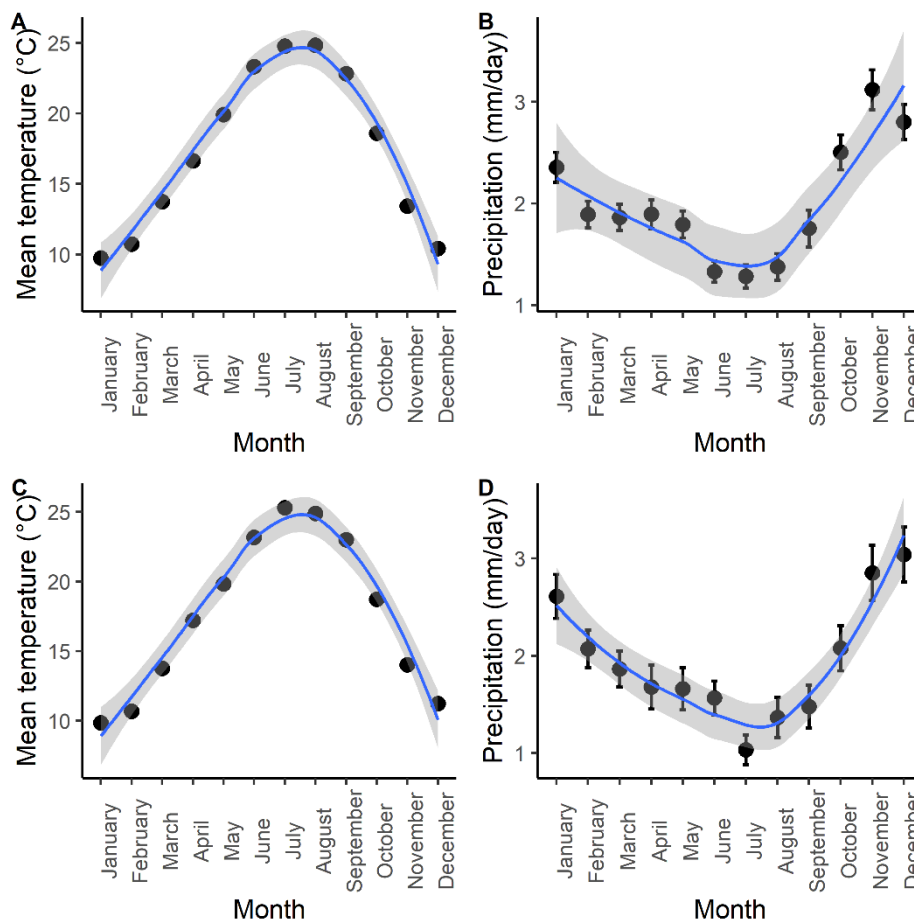 A
Mean temperature (°C)
25
20
15
10
January
February
March
April
May
June
July
August
September
October
November
December
Month
B
Precipitation (mm/day)
3
2
1
January
February
March
April
May
June
July
August
September
October
November
December
Month
C
Mean temperature (°C)
25
20
15
10
January
February
March
April
May
June
July
August
September
October
November
December
Month
D
Precipitation (mm/day)
3
2
1
January
February
March
April
May
June
July
August
September
October
November
December
Month